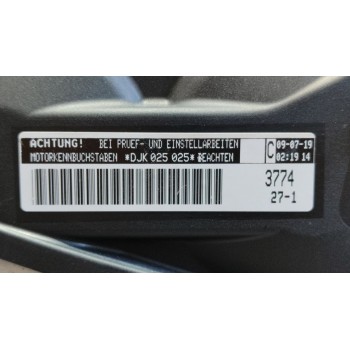 ACHTUNG! BEI PRUEF- UND EINSTELLARBEITEN C 09-07-19
MOTORKENNBUCHSTABEN *DJK 025 025* BEACHTEN 02:19 14
3774
27-1